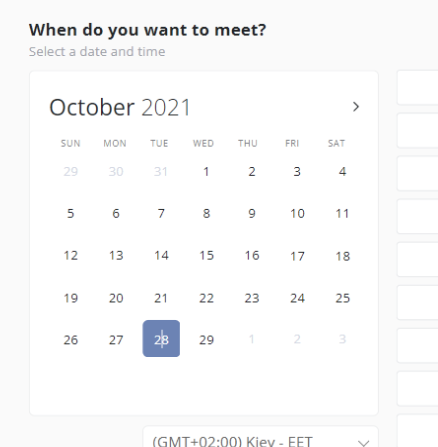 When do you want to meet?
Select a date and time
October 2021
SUN MON TUE WED THU FRI SAT
29 30 31 1 2 3 4
5 6 7 8 9 10 11
12 13 14 15 16 17 18
19 20 21 22 23 24 25
26 27 28 29 1 2 3
(GMT+02:00) Kiev - EET